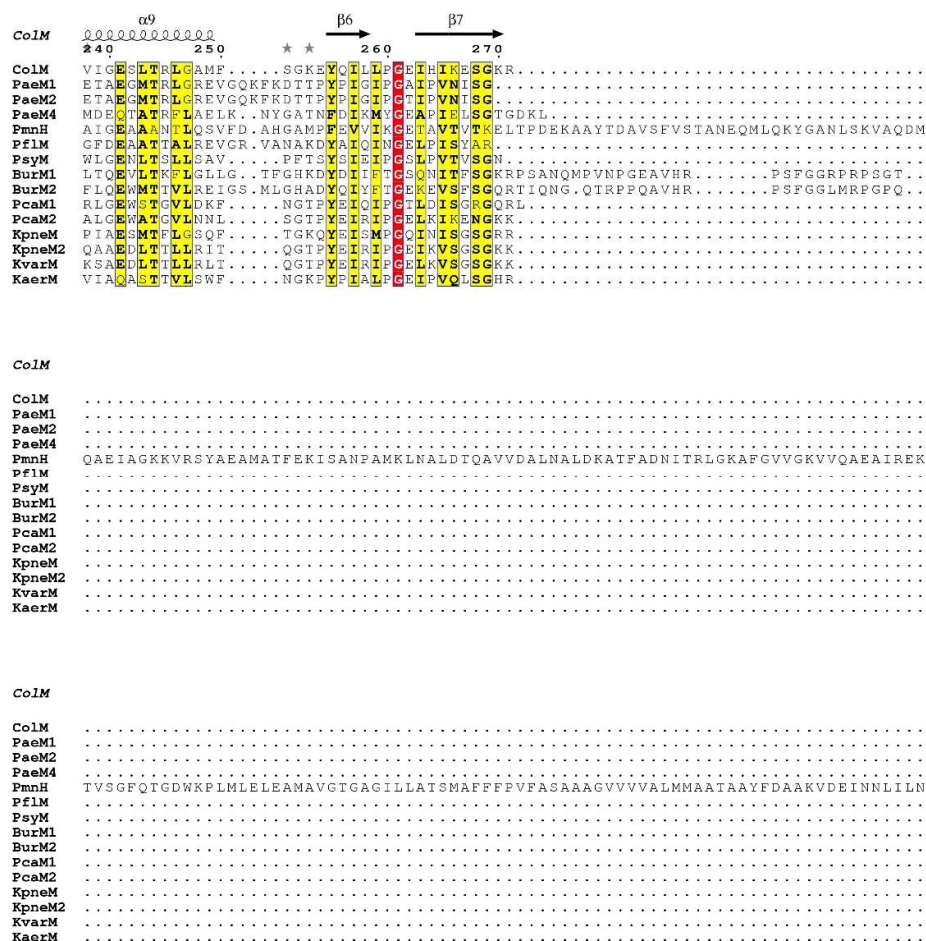 α9 β6 β7
ColM
240 250 260 270
ColM VIGESLTRLGAMF.....SGKEYQILLPGEIHIKESGKR.....................................
PaeM1 ETAEGMTRLGREVGQKFKDTTPYPIGIPGAIPVNISG.......................................
PaeM2 ETAEGMTRLGREVGQKFKDTTPYPIGIPGTIPVNISG.......................................
PaeM4 MDEQTATRFLAELK..NYGATNFDIKMYGEAPIELSGTGDKL..................................
PmnH AIGEAAANTLQSVFD.AHGAMPFEVVIKGETAVTVTKELTPDEKAAYTDAVSFVSTANEQMLQKYGANLSKVAQDM
PflM GFDEAATTALREVGR.VANAKDYAIQINGELPISYAR.......................................
PsyM WLGENLTSLLSAV.....PFTSYSIEIPGSLPVTVSGN......................................
BurM1 LTQEVLTKFLGLLG..TFGHKDYDIIFTGSQNITFSGKRPSANQMPVNPGEAVHR.......PSFGGRPRPSGT..
BurM2 FLQEWMTTVLREIGS.MLGHADYQIYFTGEKEVSFSGQRTIQNG.QTRPPQAVHR.......PSFGGLMRPGPQ..
PcaM1 RLGEWSTGVLDKF.....NGTPYEIQIPGTLDISGRGQRL....................................
PcaM2 ALGEWATGVLNNL.....SGTPYEIRIPGELKIKENGKK.....................................
KpneM PIAESMTFLGSQF.....TGKQYEISMPGQINISGSGRR.....................................
KpneM2 QAAEDLTTLLRIT.....QGTPYEIRIPGEIKVSGSGKK.....................................
KvarM KSAEDLTTLLRLT.....QGTPYEIRIPGELKVSGSGKK.....................................
KaerM VIAQASTTVLSWF.....NGKPYPIALPGEIPVQLSGHR.....................................
ColM
ColM ............................................................................
PaeM1 ............................................................................
PaeM2 ............................................................................
PaeM4 ............................................................................
PmnH QAEIAGKKVRSYAEAMATFEKISANPAMKLNALDTQAVVDALNALDKATFADNITRLGKAFGVVGKVVQAEAIREK
PflM ............................................................................
PsyM ............................................................................
BurM1 ............................................................................
BurM2 ............................................................................
PcaM1 ............................................................................
PcaM2 ............................................................................
KpneM ............................................................................
KpneM2 ............................................................................
KvarM ............................................................................
KaerM ............................................................................
ColM
ColM ............................................................................
PaeM1 ............................................................................
PaeM2 ............................................................................
PaeM4 ............................................................................
PmnH TVSGFQTGDWKPLMLELEAMAVGTGAGILLATSMAFFFPVFASAAAGVVVVALMMAATAAYFDAAKVDEINNLILN
PflM ............................................................................
PsyM ............................................................................
BurM1 ............................................................................
BurM2 ............................................................................
PcaM1 ............................................................................
PcaM2 ............................................................................
KpneM ............................................................................
KpneM2 ............................................................................
KvarM ............................................................................
KaerM ............................................................................